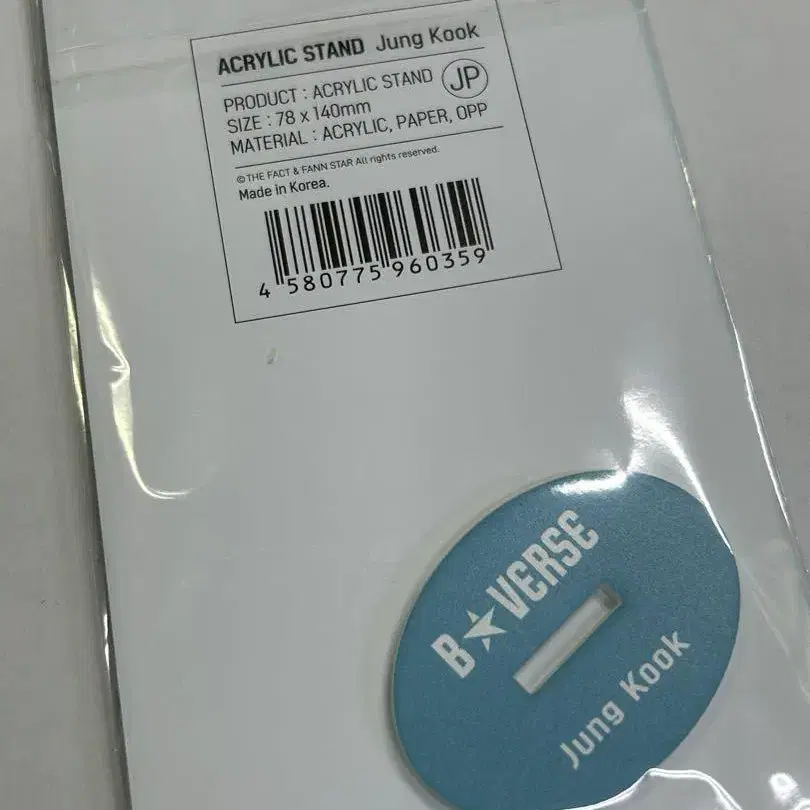 ACRYLIC STAND Jung Kook
PRODUCT : ACRYLIC STAND JP
SIZE : 78 x 140mm
MATERIAL : ACRYLIC, PAPER, OPP
©THE FACT & FANN STAR All rights reserved.
Made in Korea.
4 580775 960359
B★VERSE
Jung Kook